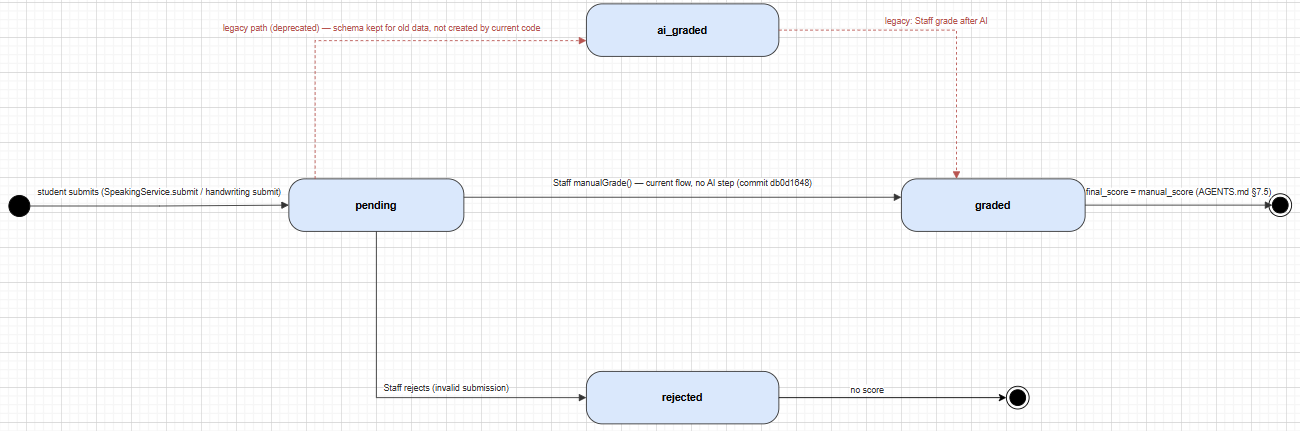 legacy path (deprecated) — schema kept for old data, not created by current code
ai_graded
legacy: Staff grade after AI
student submits (SpeakingService.submit / handwriting submit)
pending
Staff manualGrade() — current flow, no AI step (commit db0d1648)
graded
final_score = manual_score (AGENTS.md §7.5)
Staff rejects (invalid submission)
rejected
no score